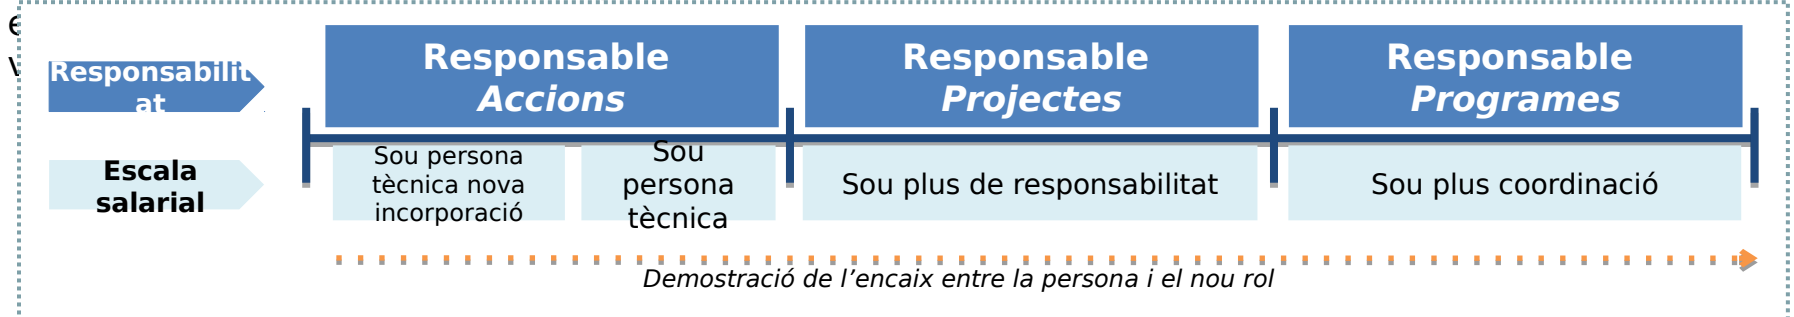 Responsabilit
at
Responsable
Accions
Responsable
Projectes
Responsable
Programes
Escala
salarial
Sou persona
tècnica nova
incorporació
Sou
persona
tècnica
Sou plus de responsabilitat
Sou plus coordinació
Demostració de l’encaix entre la persona i el nou rol